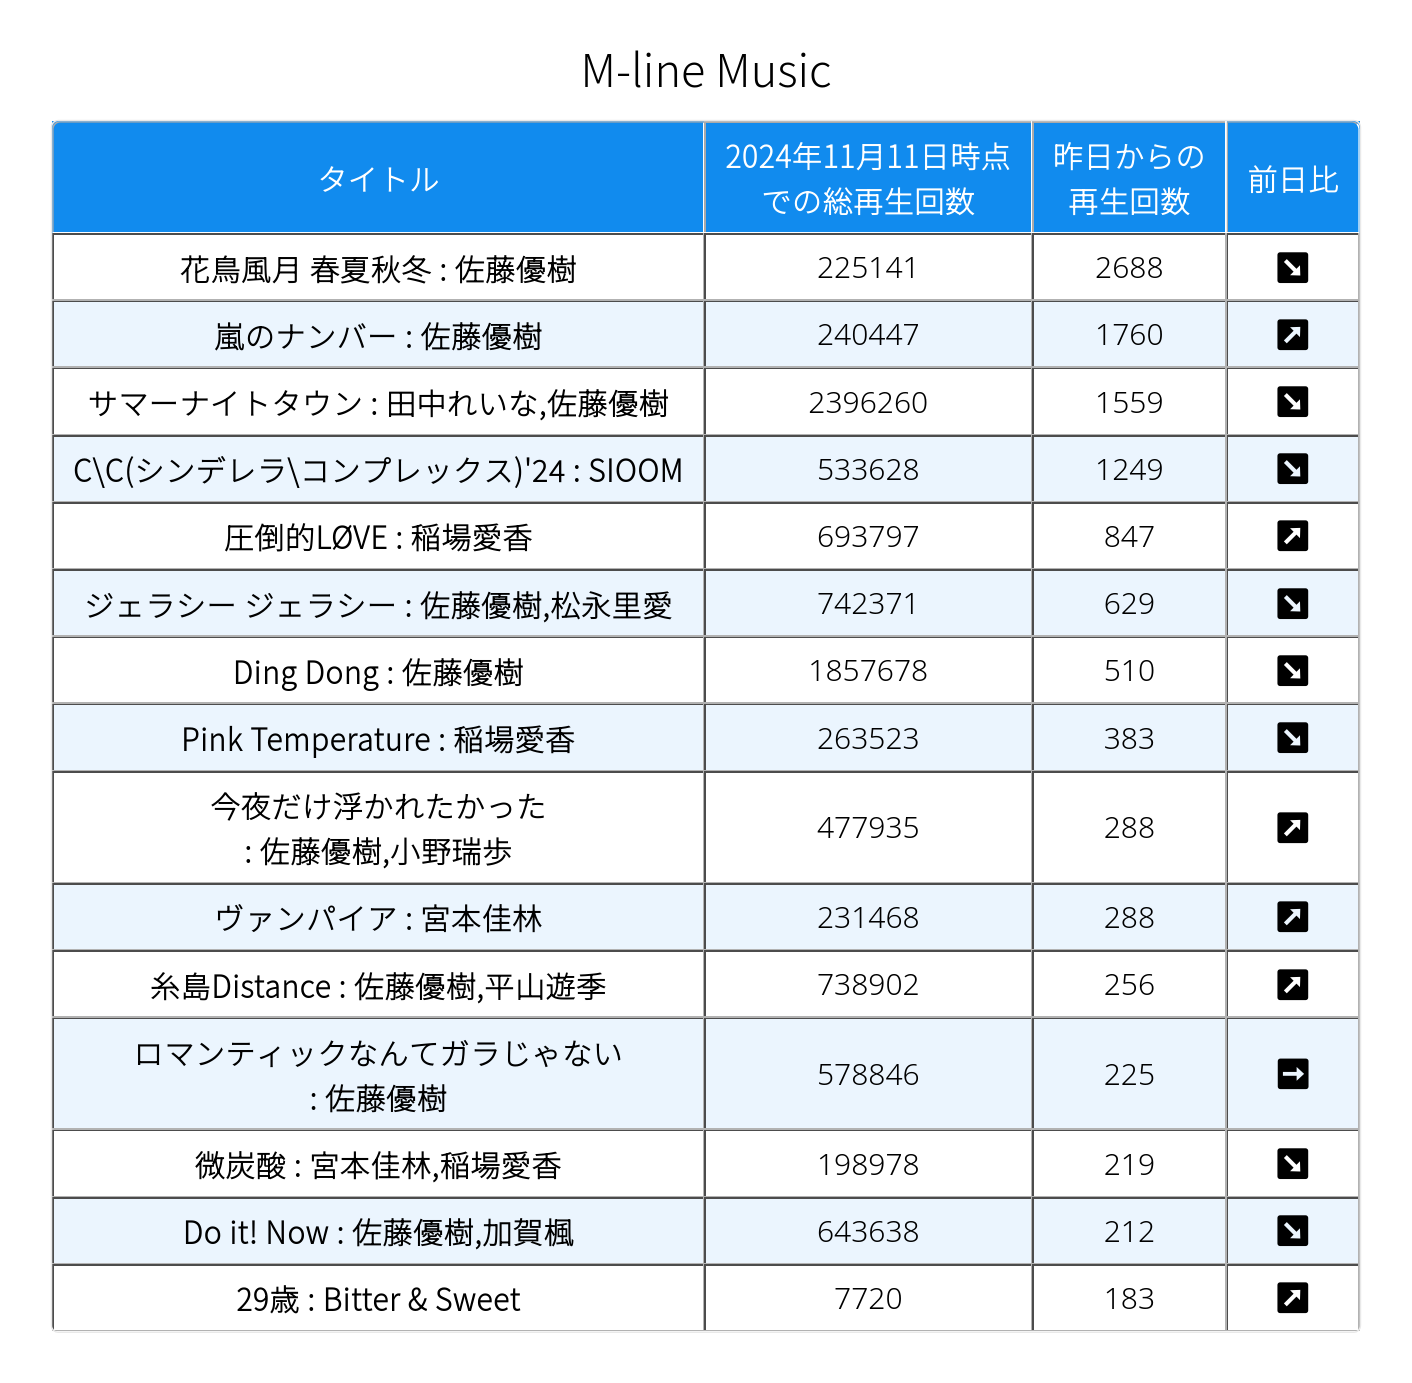 M-line Music
タイトル 2024年11月11日時点 昨日からの 前日比
での総再生回数 再生回数
花鳥風月 春夏秋冬 : 佐藤優樹 225141 2688 ↘
嵐のナンバー : 佐藤優樹 240447 1760 ↗
サマーナイトタウン : 田中れいな,佐藤優樹 2396260 1559 ↘
C\C(シンデレラ\コンプレックス)'24 : SIOOM 533628 1249 ↘
圧倒的LØVE : 稲場愛香 693797 847 ↗
ジェラシー ジェラシー : 佐藤優樹,松永里愛 742371 629 ↘
Ding Dong : 佐藤優樹 1857678 510 ↘
Pink Temperature : 稲場愛香 263523 383 ↘
今夜だけ浮かれたかった
: 佐藤優樹,小野瑞歩 477935 288 ↗
ヴァンパイア : 宮本佳林 231468 288 ↗
糸島Distance : 佐藤優樹,平山遊季 738902 256 ↗
ロマンティックなんてガラじゃない
: 佐藤優樹 578846 225 →
微炭酸 : 宮本佳林,稲場愛香 198978 219 ↘
Do it! Now : 佐藤優樹,加賀楓 643638 212 ↘
29歳 : Bitter & Sweet 7720 183 ↗